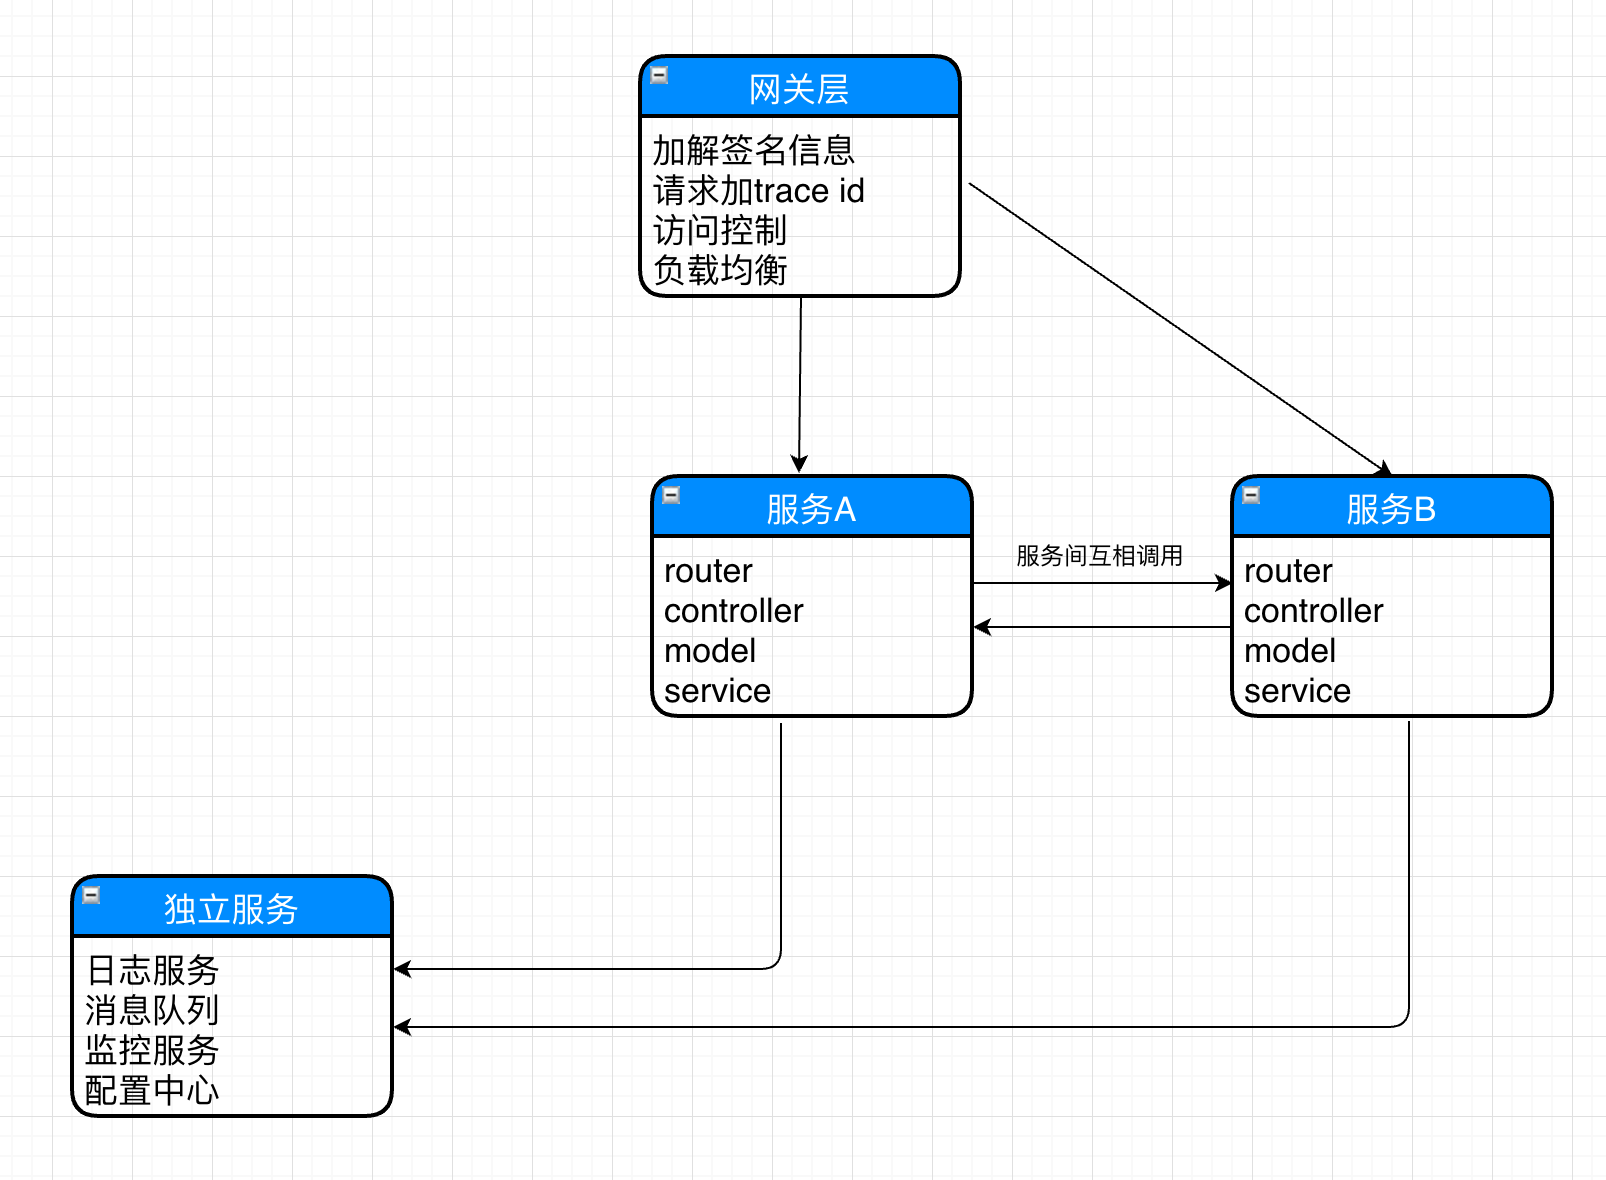 网关层
加解签名信息
请求加trace id
访问控制
负载均衡
服务A
router
controller
model
service
服务间互相调用
服务B
router
controller
model
service
独立服务
日志服务
消息队列
监控服务
配置中心